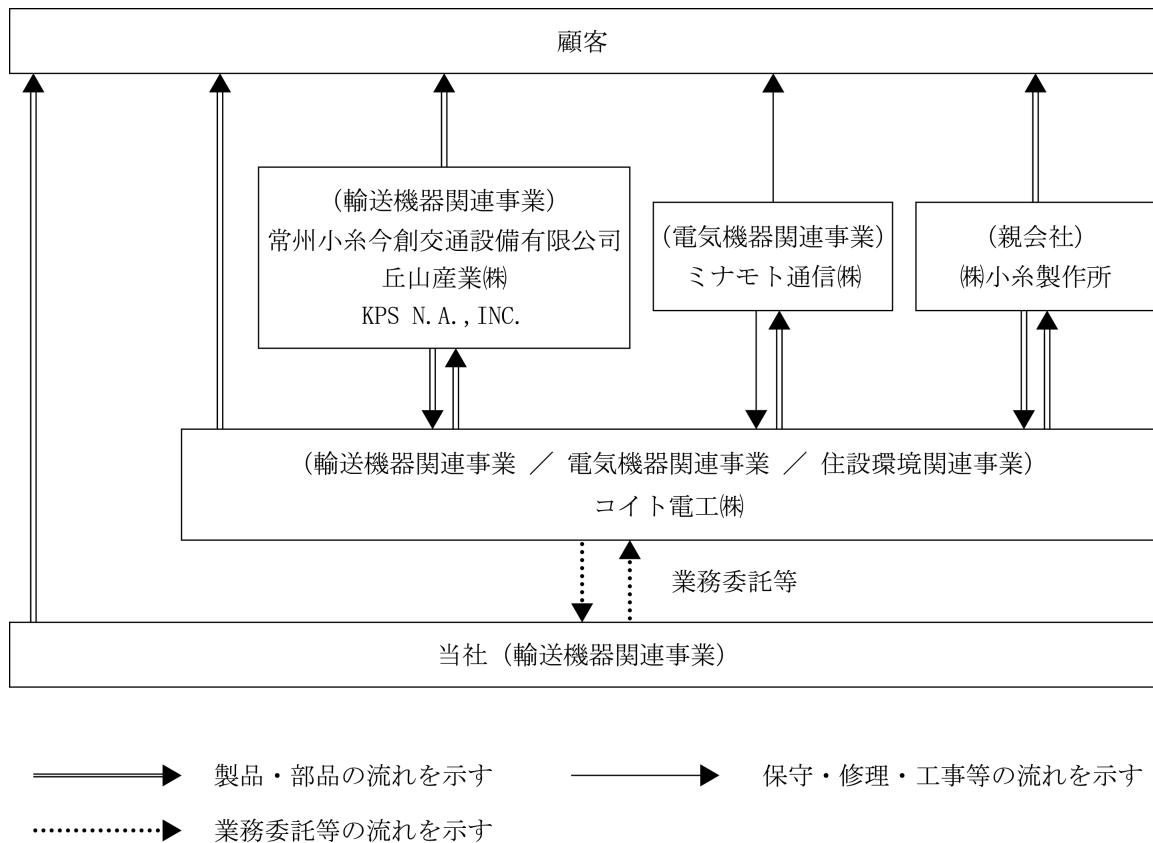 顧客
（輸送機器関連事業）
常州小糸今創交通設備有限公司
丘山産業㈱
KPS N.A.,INC.
（電気機器関連事業）
ミナモト通信㈱
（親会社）
㈱小糸製作所
（輸送機器関連事業 ／ 電気機器関連事業 ／ 住設環境関連事業）
コイト電工㈱
業務委託等
当社（輸送機器関連事業）
製品・部品の流れを示す
保守・修理・工事等の流れを示す
業務委託等の流れを示す